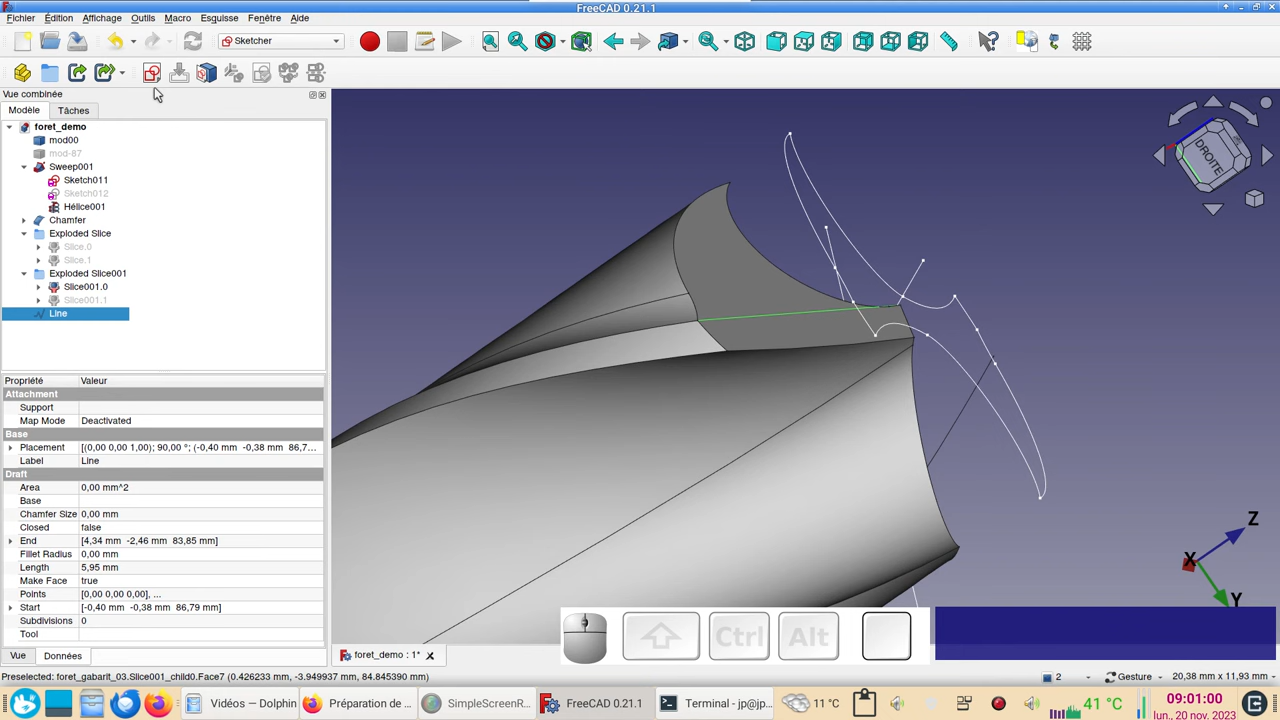 FreeCAD 0.21.1
Fichier Édition Affichage Outils Macro Esquisse Fenêtre Aide
Sketcher
Vue combinée
Modèle Tâches
foret_demo
mod00
mod-87
Sweep001
Sketch011
Sketch012
Hélice001
Chamfer
Exploded Slice
Slice.0
Slice.1
Exploded Slice001
Slice001.0
Slice001.1
Line
Propriété Valeur
Attachment
Support
Map Mode Deactivated
Base
Placement [(0,00 0,00 1,00); 90,00 °; (-0,40 mm -0,38 mm 86,7...
Label Line
Draft
Area 0,00 mm^2
Base
Chamfer Size 0,00 mm
Closed false
End [4,34 mm -2,46 mm 83,85 mm]
Fillet Radius 0,00 mm
Length 5,95 mm
Make Face true
Points [0,00 0,00 0,00], ...
Start [-0,40 mm -0,38 mm 86,79 mm]
Subdivisions 0
Tool
Vue Données
DROITE
Z
X
Y
Ctrl Alt
foret_demo : 1*
Preselected: foret_gabarit_03.Slice001_child0.Face7 (0.426233 mm, -3.949937 mm, 84.845390 mm)
2 Gesture 20,38 mm x 11,93 mm
Vidéos — Dolphin Préparation de ... SimpleScreenR... FreeCAD 0.21.1 Terminal - jp@jp... 11 °C 41 °C 09:01:00
lun., 20 nov. 2023